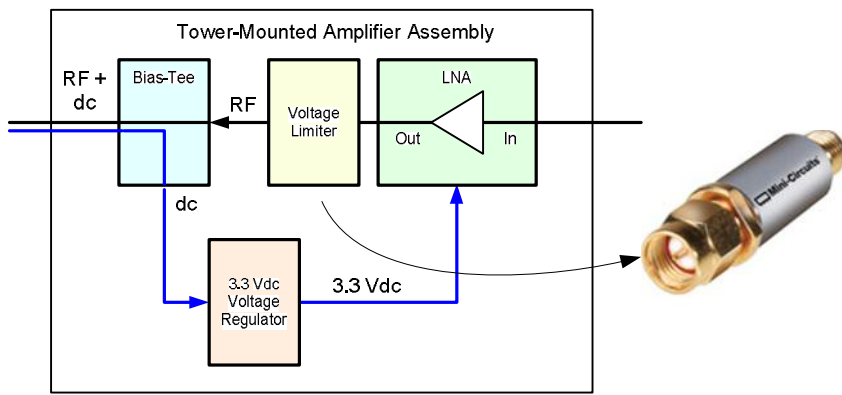 Tower-Mounted Amplifier Assembly
RF +
dc
Bias-Tee
RF
Voltage
Limiter
LNA
Out
In
dc
3.3 Vdc
Voltage
Regulator
3.3 Vdc
Mini-Circuits